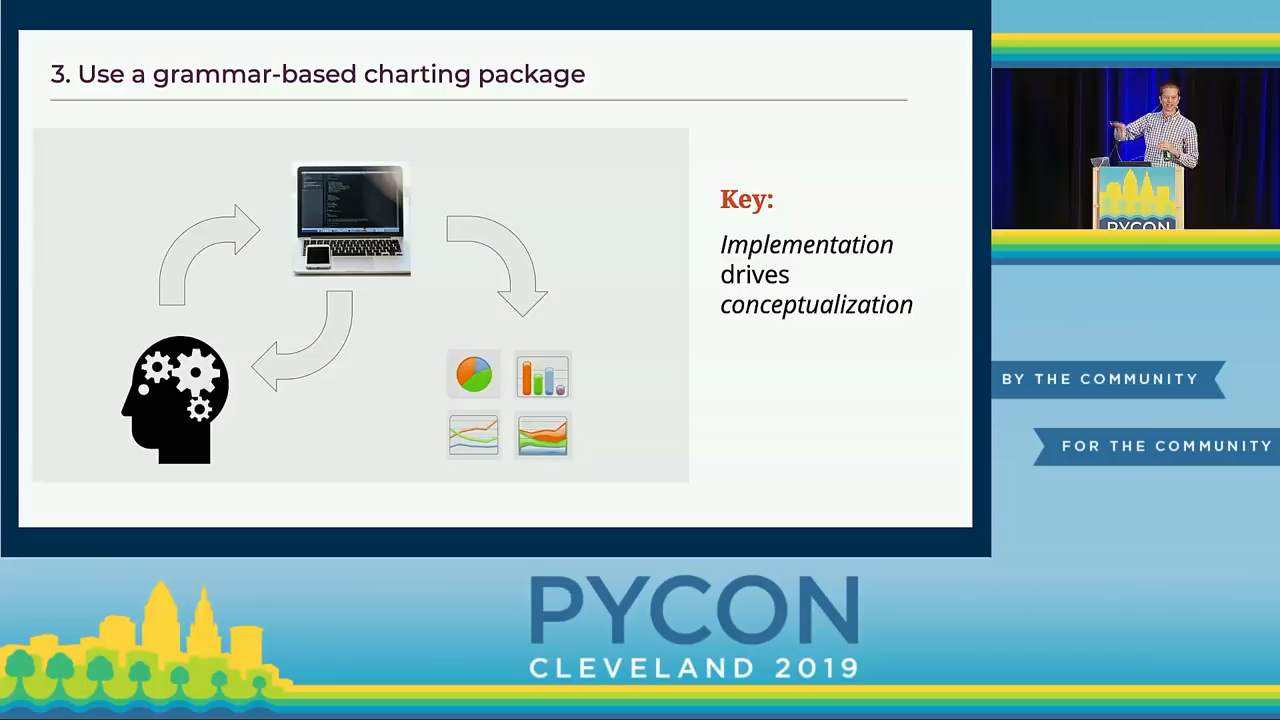 3. Use a grammar-based charting package
Key:
Implementation
drives
conceptualization
PYCON
BY THE COMMUNITY
FOR THE COMMUNITY
PYCON
CLEVELAND 2019